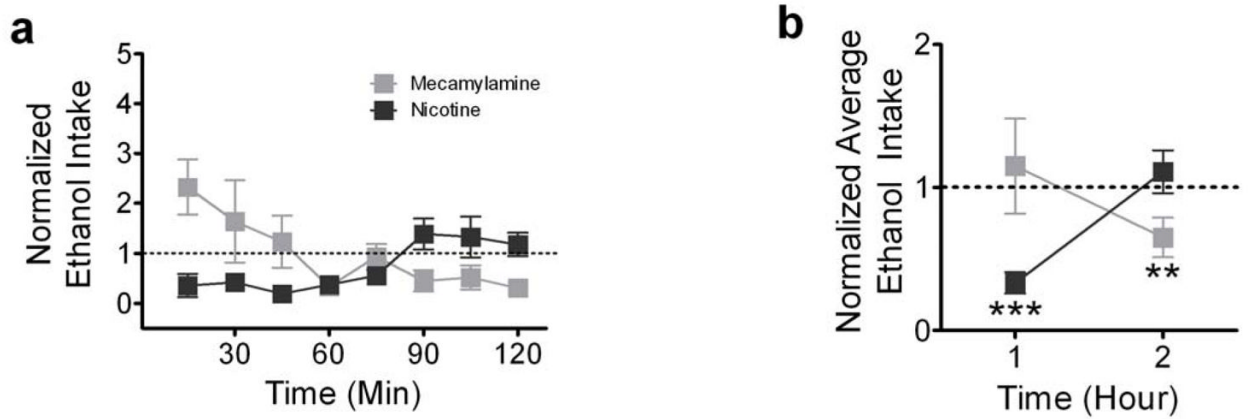 a
Normalized
Ethanol Intake
5
4
3
2
1
0
Mecamylamine
Nicotine
30 60 90 120
Time (Min)
b
Normalized Average
Ethanol Intake
2
1
0
***
**
1 2
Time (Hour)